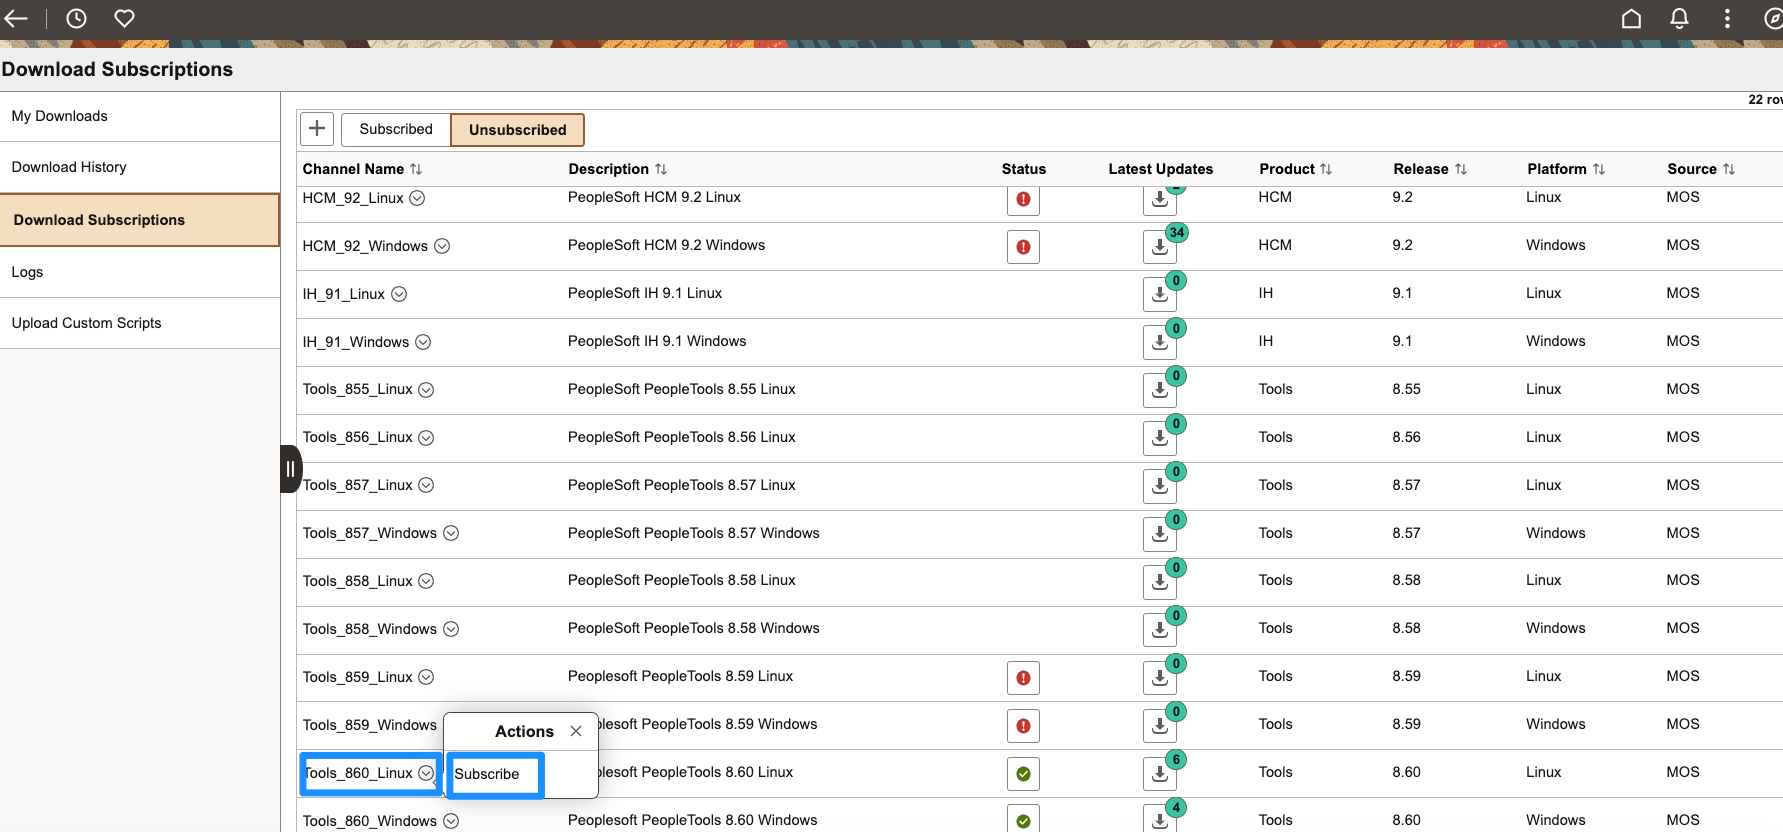 Download Subscriptions
22 rov
My Downloads
Download History
Download Subscriptions
Logs
Upload Custom Scripts
Subscribed Unsubscribed
Channel Name Description Status Latest Updates Product Release Platform Source
HCM_92_Linux PeopleSoft HCM 9.2 Linux HCM 9.2 Linux MOS
HCM_92_Windows PeopleSoft HCM 9.2 Windows 34 HCM 9.2 Windows MOS
IH_91_Linux PeopleSoft IH 9.1 Linux 0 IH 9.1 Linux MOS
IH_91_Windows PeopleSoft IH 9.1 Windows 0 IH 9.1 Windows MOS
Tools_855_Linux PeopleSoft PeopleTools 8.55 Linux 0 Tools 8.55 Linux MOS
Tools_856_Linux PeopleSoft PeopleTools 8.56 Linux 0 Tools 8.56 Linux MOS
Tools_857_Linux PeopleSoft PeopleTools 8.57 Linux 0 Tools 8.57 Linux MOS
Tools_857_Windows PeopleSoft PeopleTools 8.57 Windows 0 Tools 8.57 Windows MOS
Tools_858_Linux PeopleSoft PeopleTools 8.58 Linux 0 Tools 8.58 Linux MOS
Tools_858_Windows PeopleSoft PeopleTools 8.58 Windows 0 Tools 8.58 Windows MOS
Tools_859_Linux Peoplesoft PeopleTools 8.59 Linux 0 Tools 8.59 Linux MOS
Tools_859_Windows plesoft PeopleTools 8.59 Windows 0 Tools 8.59 Windows MOS
Actions
Tools_860_Linux plesoft PeopleTools 8.60 Linux 6 Tools 8.60 Linux MOS
Subscribe
Tools_860_Windows Peoplesoft PeopleTools 8.60 Windows 4 Tools 8.60 Windows MOS